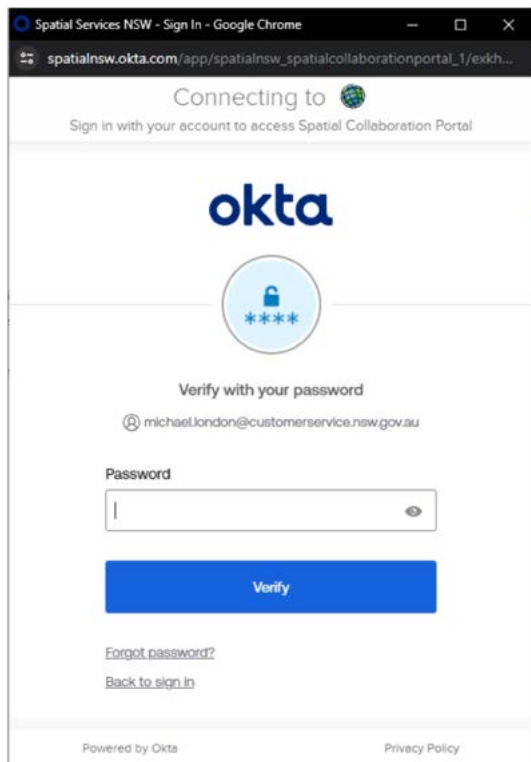 Spatial Services NSW - Sign In - Google Chrome
spatialnsw.okta.com/app/spatialnsw_spatialcollaborationportal_1/exkh...
Connecting to
Sign in with your account to access Spatial Collaboration Portal
okta
****
Verify with your password
michael.london@customerservice.nsw.gov.au
Password
Verify
Forgot password?
Back to sign in
Powered by Okta
Privacy Policy